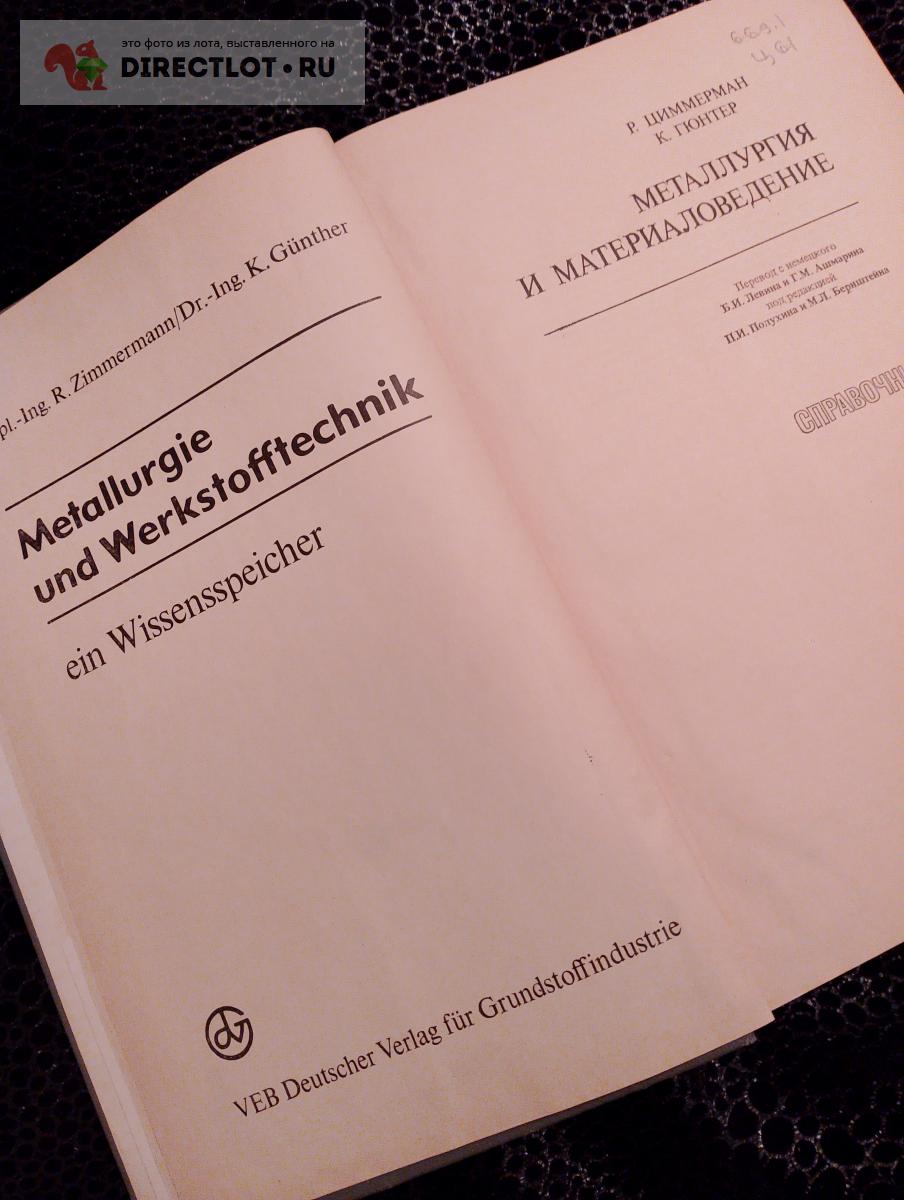 это фото из лота, выставленного на
DIRECTLOT.RU
pl.-Ing. R. Zimmermann/Dr.-Ing. K. Günther
Metallurgie
und Werkstofftechnik
ein Wissensspeicher
VEB Deutscher Verlag für Grundstoffindustrie
669.1
Ц 61
Р. ЦИММЕРМАН
К. ГЮНТЕР
МЕТАЛЛУРГИЯ
И МАТЕРИАЛОВЕДЕНИЕ
Перевод с немецкого
Б.И. Левина и Г.М. Ашмарина
под редакцией
П.И. Полухина и М.Л. Бернштейна
СПРАВОЧНИ